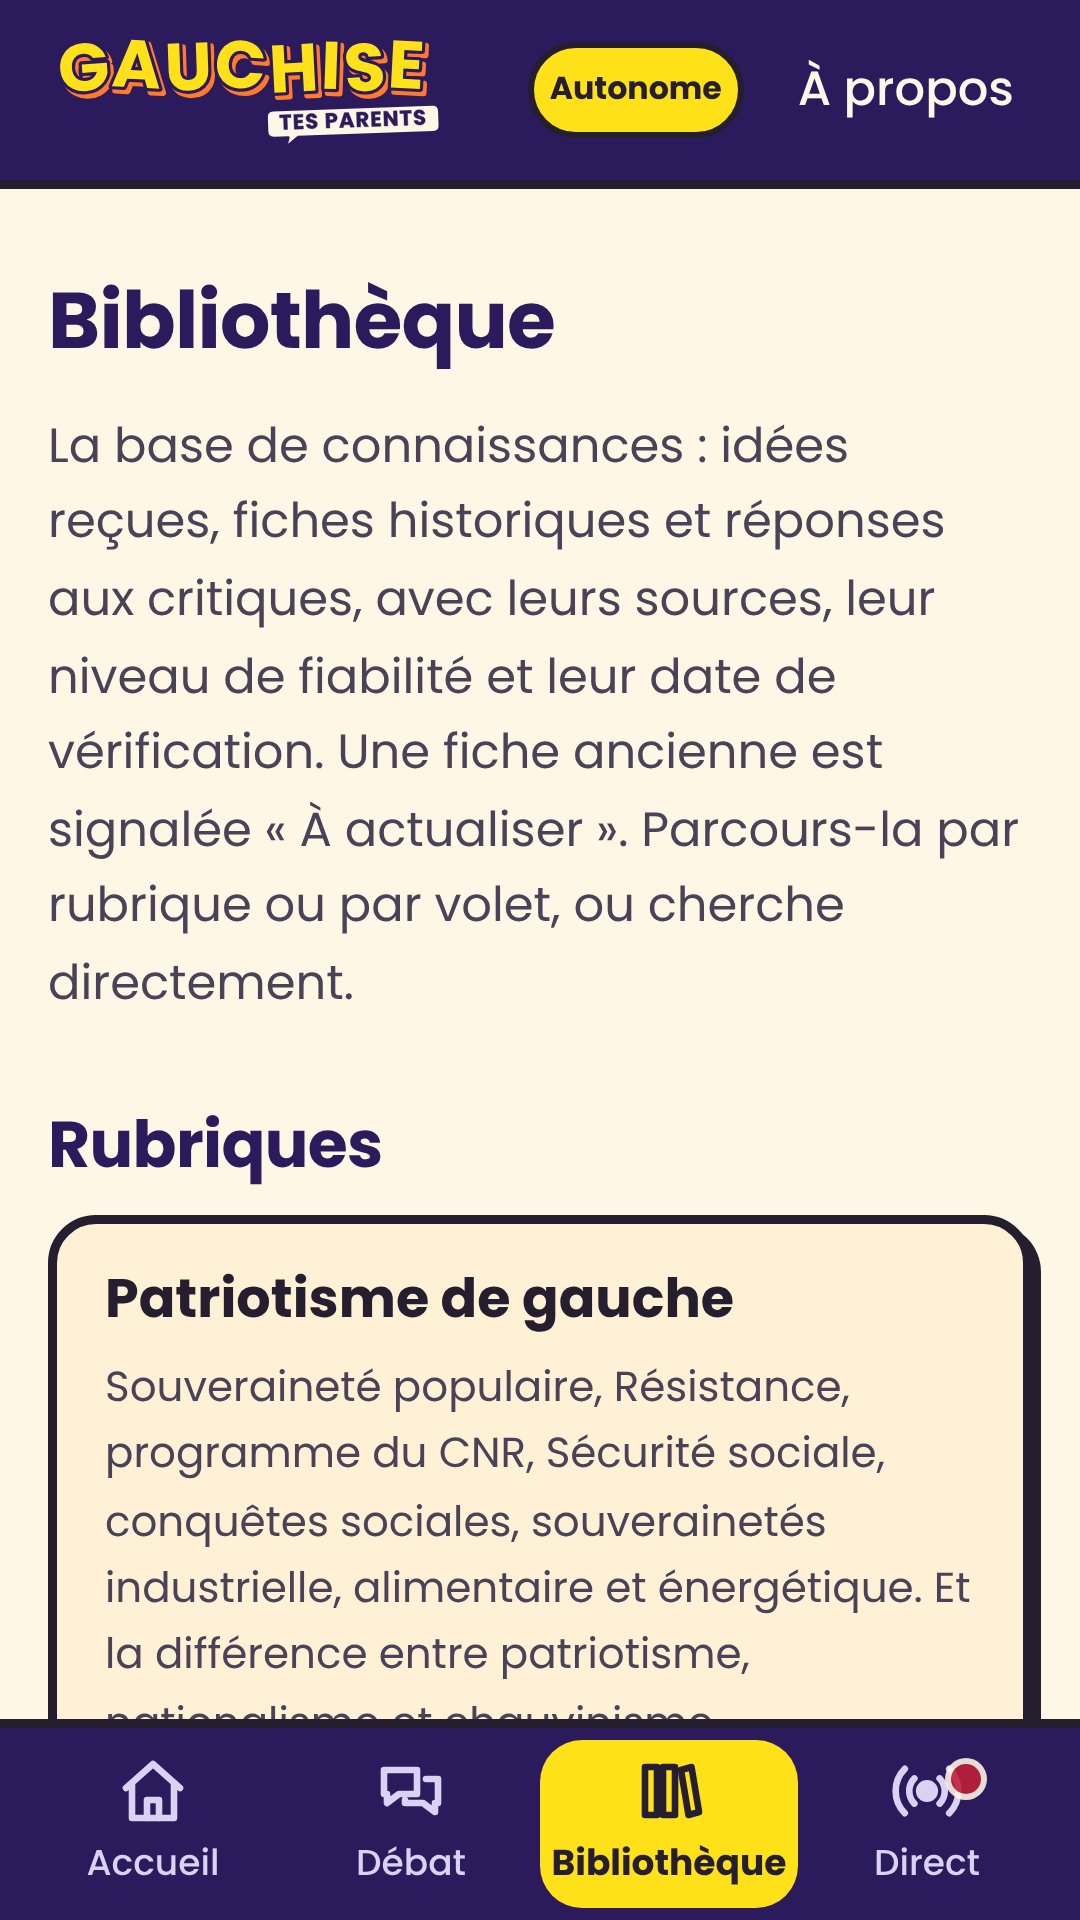 GAUCHISE
TES PARENTS
Autonome
À propos
Bibliothèque
La base de connaissances : idées
reçues, fiches historiques et réponses
aux critiques, avec leurs sources, leur
niveau de fiabilité et leur date de
vérification. Une fiche ancienne est
signalée « À actualiser ». Parcours-la par
rubrique ou par volet, ou cherche
directement.
Rubriques
Patriotisme de gauche
Souveraineté populaire, Résistance,
programme du CNR, Sécurité sociale,
conquêtes sociales, souverainetés
industrielle, alimentaire et énergétique. Et
la différence entre patriotisme,
nationalisme et chauvinisme
Accueil
Débat
Bibliothèque
Direct